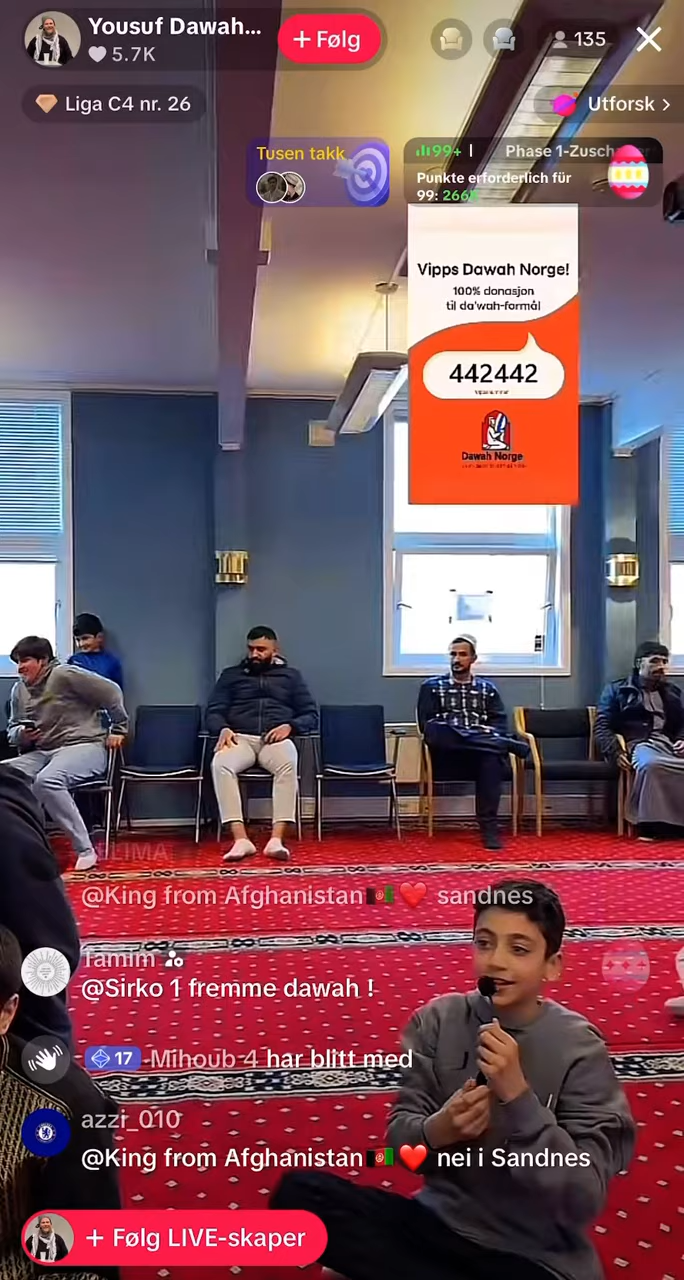 Yousuf Dawah...
5.7K
+ Følg
135
Liga C4 nr. 26
Utforsk >
Tusen takk
99+ | Phase 1-Zusch
Punkte erforderlich für
99:
Vipps Dawah Norge!
100% donasjon
til da'wah-formål
442442
Dawah Norge
LIMA
@King from Afghanistan🇦🇫❤️ sandnes
Tamim
@Sirko 1 fremme dawah !
17 Mihoub 4 har blitt med
azzi_010
@King from Afghanistan🇦🇫❤️ nei i Sandnes
+ Følg LIVE-skaper